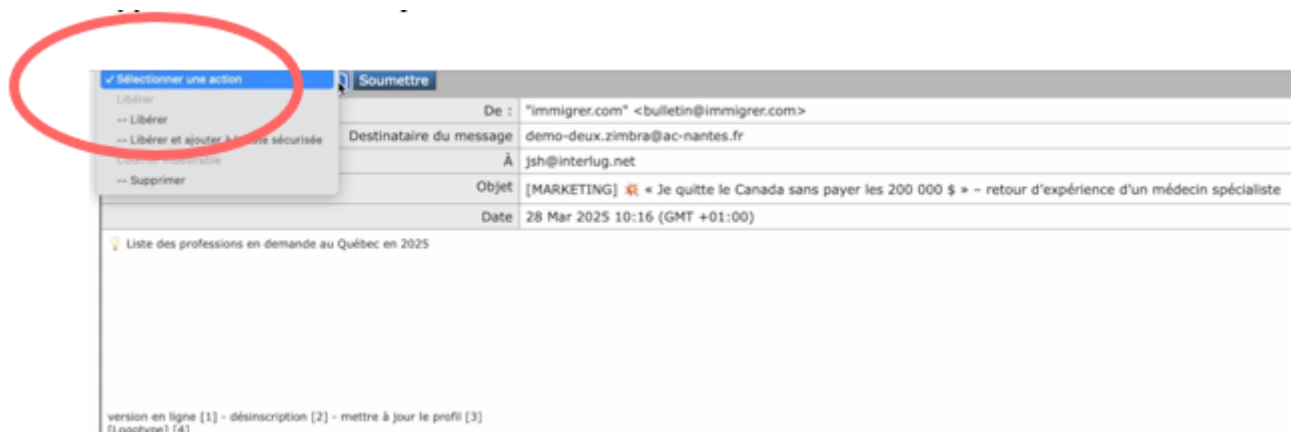 ✓ Sélectionner une action
Soumettre
Libérer
-- Libérer
-- Libérer et ajouter à sécurisée
Courrier indésirable
-- Supprimer
De : "immigrer.com" <bulletin@immigrer.com>
Destinataire du message demo-deux.zimbra@ac-nantes.fr
À jsh@interlug.net
Objet [MARKETING] 💥 « Je quitte le Canada sans payer les 200 000 $ » – retour d'expérience d'un médecin spécialiste
Date 28 Mar 2025 10:16 (GMT +01:00)
💡 Liste des professions en demande au Québec en 2025
version en ligne [1] - désinscription [2] - mettre à jour le profil [3]
[Logotype] [4]